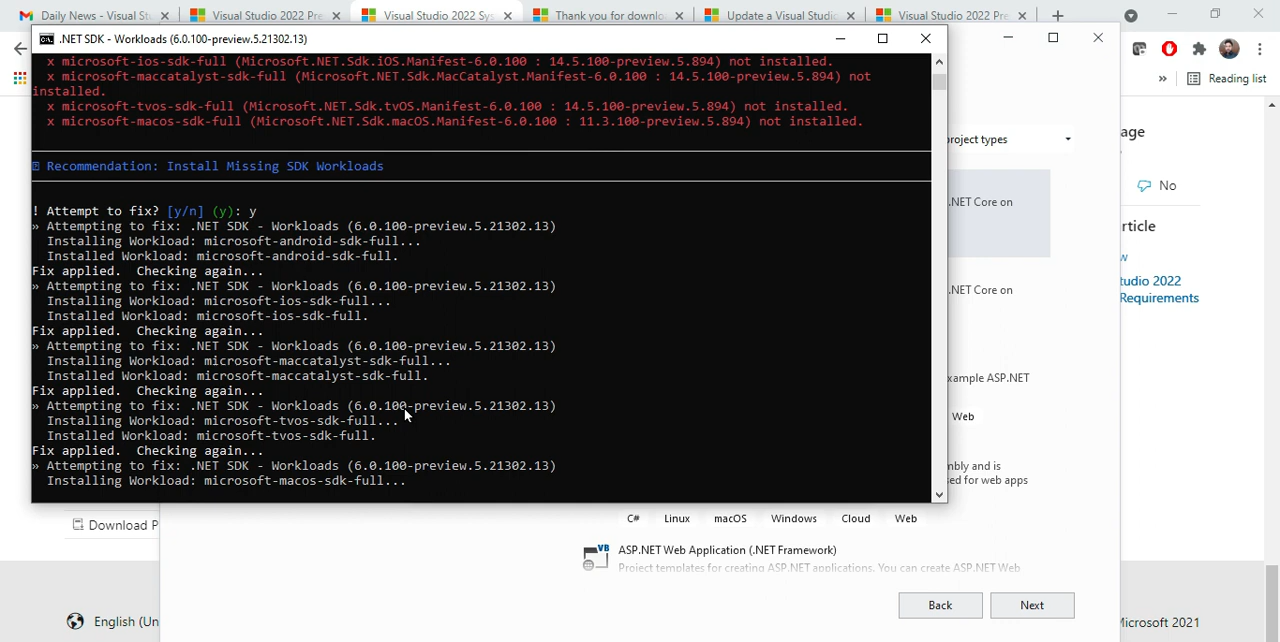 Daily News - Visual St
Visual Studio 2022 Pre
Visual Studio 2022 Sys
Thank you for downlo
Update a Visual Studi
Visual Studio 2022 Pre
.NET SDK - Workloads (6.0.100-preview.5.21302.13)
x microsoft-ios-sdk-full (Microsoft.NET.Sdk.iOS.Manifest-6.0.100 : 14.5.100-preview.5.894) not installed.
x microsoft-maccatalyst-sdk-full (Microsoft.NET.Sdk.MacCatalyst.Manifest-6.0.100 : 14.5.100-preview.5.894) not
installed.
x microsoft-tvos-sdk-full (Microsoft.NET.Sdk.tvOS.Manifest-6.0.100 : 14.5.100-preview.5.894) not installed.
x microsoft-macos-sdk-full (Microsoft.NET.Sdk.macOS.Manifest-6.0.100 : 11.3.100-preview.5.894) not installed.
Recommendation: Install Missing SDK Workloads
! Attempt to fix? [y/n] (y): y
» Attempting to fix: .NET SDK - Workloads (6.0.100-preview.5.21302.13)
Installing Workload: microsoft-android-sdk-full...
Installed Workload: microsoft-android-sdk-full.
Fix applied. Checking again...
» Attempting to fix: .NET SDK - Workloads (6.0.100-preview.5.21302.13)
Installing Workload: microsoft-ios-sdk-full...
Installed Workload: microsoft-ios-sdk-full.
Fix applied. Checking again...
» Attempting to fix: .NET SDK - Workloads (6.0.100-preview.5.21302.13)
Installing Workload: microsoft-maccatalyst-sdk-full...
Installed Workload: microsoft-maccatalyst-sdk-full.
Fix applied. Checking again...
» Attempting to fix: .NET SDK - Workloads (6.0.100-preview.5.21302.13)
Installing Workload: microsoft-tvos-sdk-full...
Installed Workload: microsoft-tvos-sdk-full.
Fix applied. Checking again...
» Attempting to fix: .NET SDK - Workloads (6.0.100-preview.5.21302.13)
Installing Workload: microsoft-macos-sdk-full...
» Reading list
project types
.NET Core on
.NET Core on
xample ASP.NET
Web
mbly and is
sed for web apps
C# Linux macOS Windows Cloud Web
ASP.NET Web Application (.NET Framework)
Project templates for creating ASP.NET applications. You can create ASP.NET Web
Back
Next
age
No
rticle
w
tudio 2022
Requirements
Download P
English (Un
Microsoft 2021